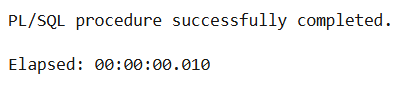 PL/SQL procedure successfully completed.
Elapsed: 00:00:00.010